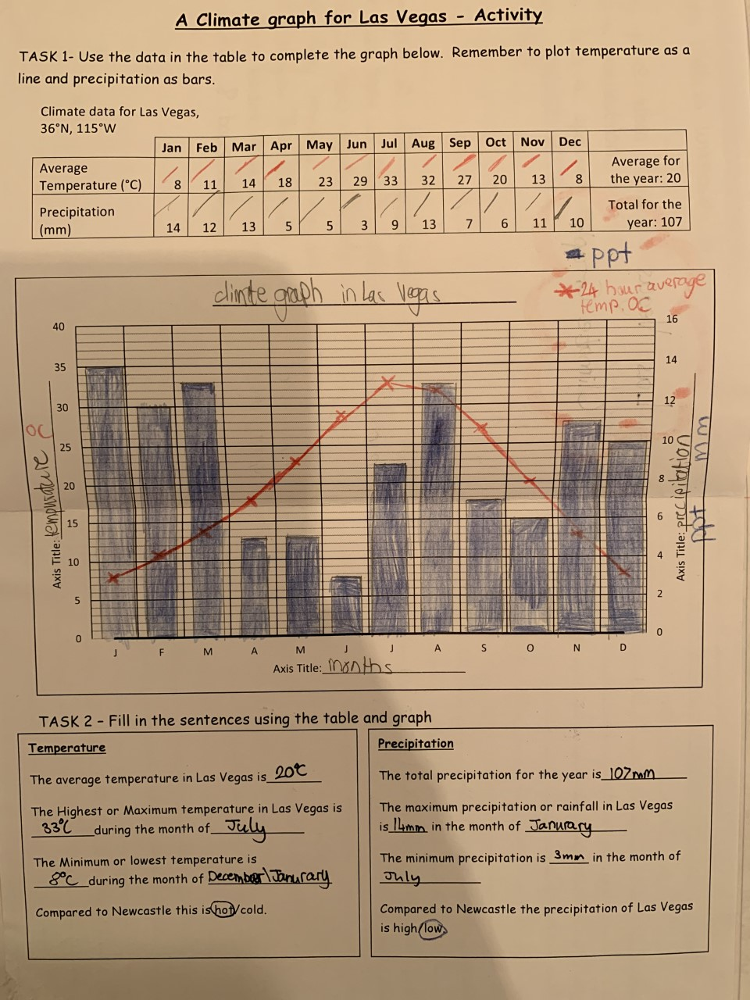 A Climate graph for Las Vegas - Activity
TASK 1- Use the data in the table to complete the graph below. Remember to plot temperature as a
line and precipitation as bars.
Climate data for Las Vegas,
36°N, 115°W
Jan Feb Mar Apr May Jun Jul Aug Sep Oct Nov Dec
Average Temperature (°C) 8 11 14 18 23 29 33 32 27 20 13 8 Average for the year: 20
Precipitation (mm) 14 12 13 5 5 3 9 13 7 6 11 10 Total for the year: 107
ppt
climte graph in Las Vegas
24 hour average
temp. OC
40 16
35 14
30 12
25 10
20 8
15 6
10 4
5 2
0 0
Axis Title: tempurature OC
Axis Title: precipitation
ppt mm
J F M A M J J A S O N D
Axis Title: months
TASK 2 - Fill in the sentences using the table and graph
Temperature
The average temperature in Las Vegas is 20°C
The Highest or Maximum temperature in Las Vegas is
33°C during the month of July
The Minimum or lowest temperature is
8°C during the month of December\Janurary
Compared to Newcastle this is hot/cold.
Precipitation
The total precipitation for the year is 107mm
The maximum precipitation or rainfall in Las Vegas
is 14mm in the month of Janurary
The minimum precipitation is 3mm in the month of
July
Compared to Newcastle the precipitation of Las Vegas
is high/low.